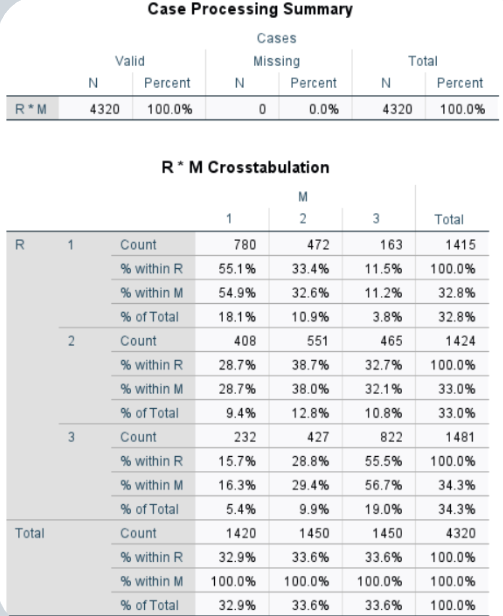 Case Processing Summary
Cases
Valid Missing Total
N Percent N Percent N Percent
R * M 4320 100.0% 0 0.0% 4320 100.0%
R * M Crosstabulation
M
1 2 3 Total
R 1 Count 780 472 163 1415
% within R 55.1% 33.4% 11.5% 100.0%
% within M 54.9% 32.6% 11.2% 32.8%
% of Total 18.1% 10.9% 3.8% 32.8%
2 Count 408 551 465 1424
% within R 28.7% 38.7% 32.7% 100.0%
% within M 28.7% 38.0% 32.1% 33.0%
% of Total 9.4% 12.8% 10.8% 33.0%
3 Count 232 427 822 1481
% within R 15.7% 28.8% 55.5% 100.0%
% within M 16.3% 29.4% 56.7% 34.3%
% of Total 5.4% 9.9% 19.0% 34.3%
Total Count 1420 1450 1450 4320
% within R 32.9% 33.6% 33.6% 100.0%
% within M 100.0% 100.0% 100.0% 100.0%
% of Total 32.9% 33.6% 33.6% 100.0%